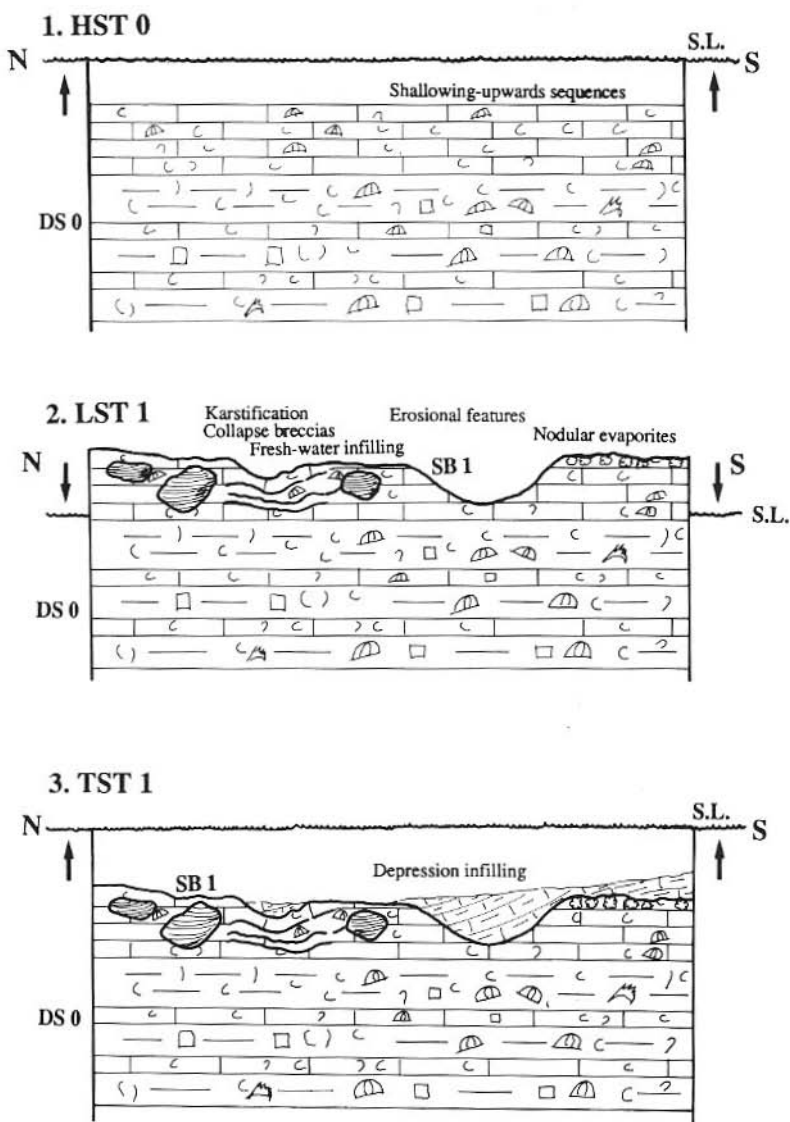 1. HST 0
S.L.
N
S
Shallowing-upwards sequences
DS 0
2. LST 1
Karstification
Collapse breccias
Fresh-water infilling
Erosional features
Nodular evaporites
N
SB 1
S
S.L.
DS 0
3. TST 1
S.L.
N
S
Depression infilling
SB 1
DS 0